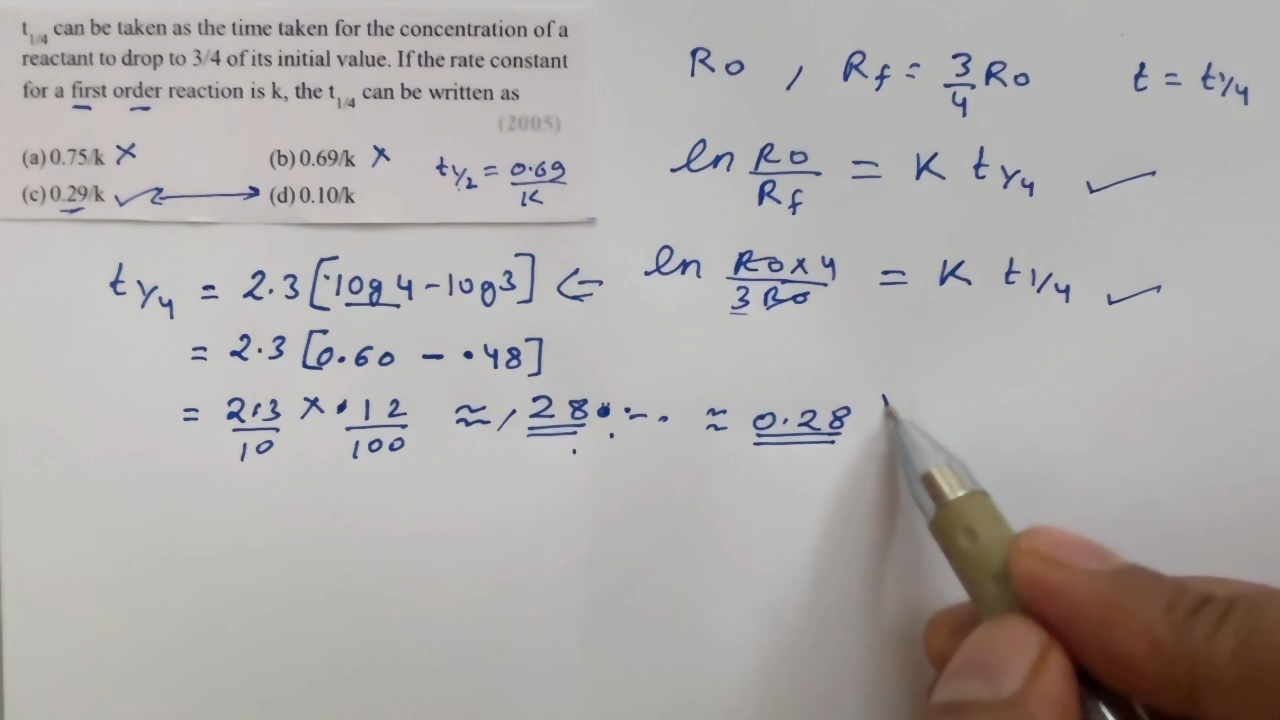 t1/4 can be taken as the time taken for the concentration of a
reactant to drop to 3/4 of its initial value. If the rate constant
for a first order reaction is k, the t1/4 can be written as
(2005)
(a) 0.75/k ×
(b) 0.69/k ×
(c) 0.29/k ✓
(d) 0.10/k
t1/2 = 0.69/K
R0 , Rf = 3/4 R0 t = t1/4
ln R0/Rf = K t1/4 ✓
ln R0×4/3R0 = K t1/4 ✓
t1/4 = 2.3 [log 4 - log 3] ⇐
= 2.3 [0.60 - .48]
= 2.3/10 × .12/100 ≈ , 28. . - - . ≈ 0.28